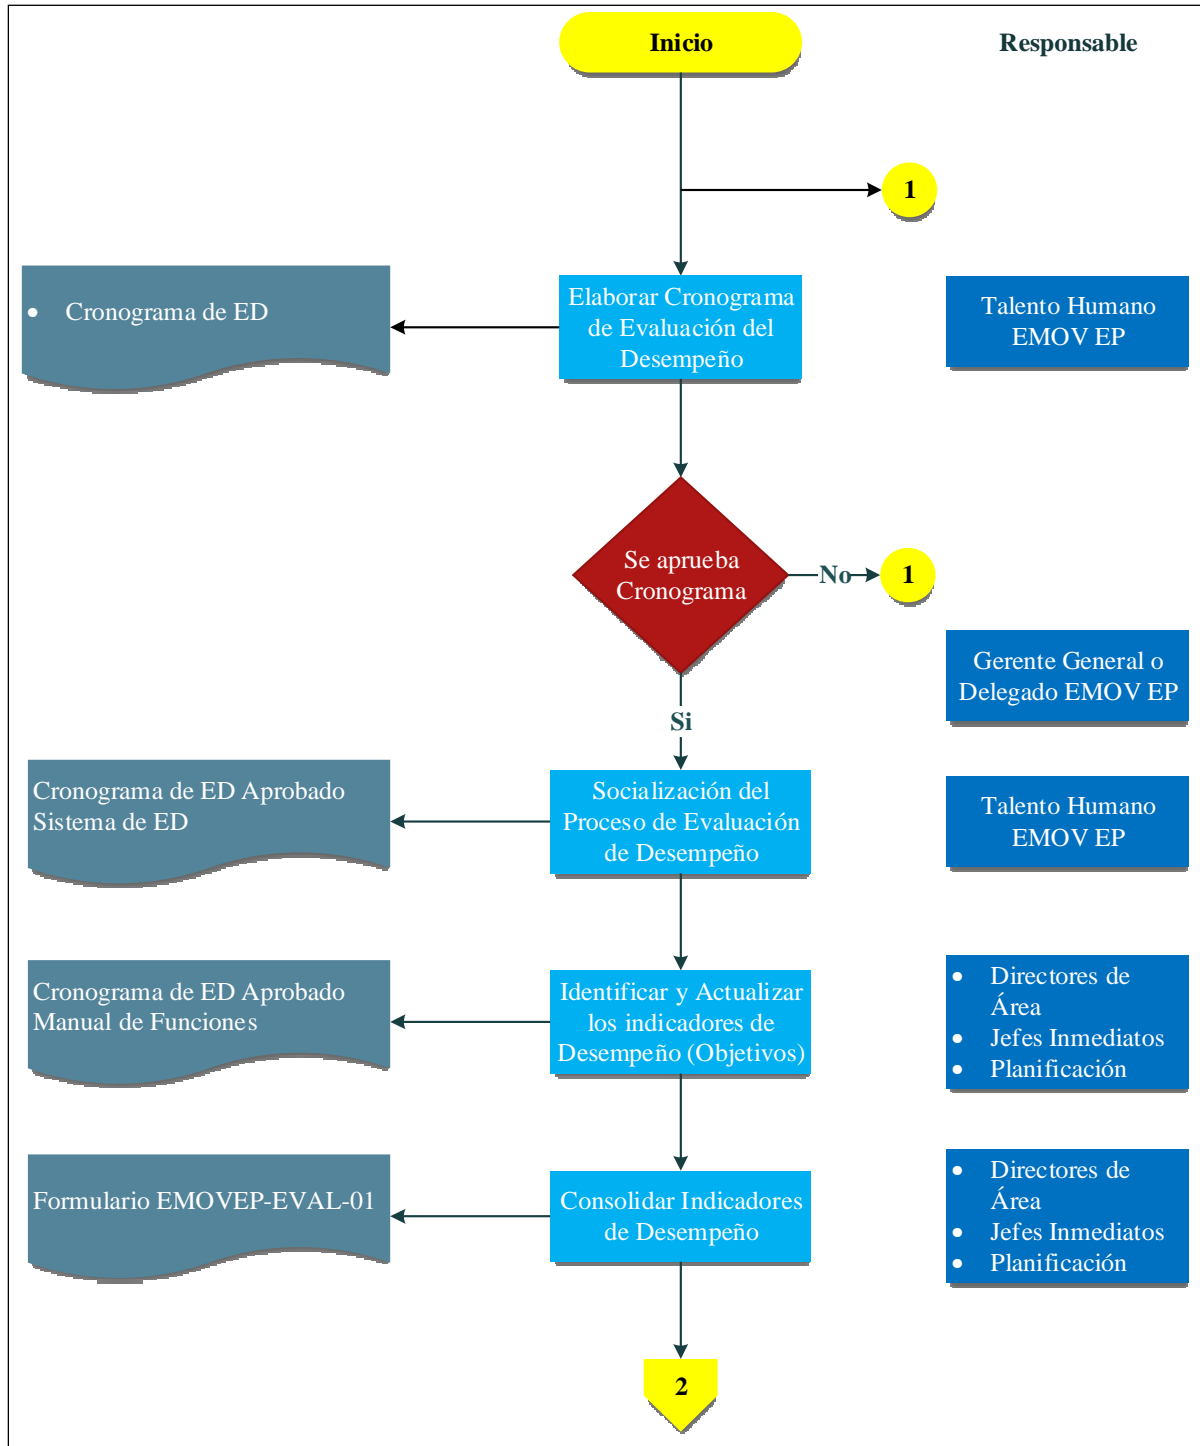 Inicio
Responsable
1
• Cronograma de ED
Elaborar Cronograma
de Evaluación del
Desempeño
Talento Humano
EMOV EP
Se aprueba
Cronograma
No
1
Gerente General o
Delegado EMOV EP
Si
Cronograma de ED Aprobado
Sistema de ED
Socialización del
Proceso de Evaluación
de Desempeño
Talento Humano
EMOV EP
Cronograma de ED Aprobado
Manual de Funciones
Identificar y Actualizar
los indicadores de
Desempeño (Objetivos)
• Directores de
Área
• Jefes Inmediatos
• Planificación
Formulario EMOVEP-EVAL-01
Consolidar Indicadores
de Desempeño
• Directores de
Área
• Jefes Inmediatos
• Planificación
2